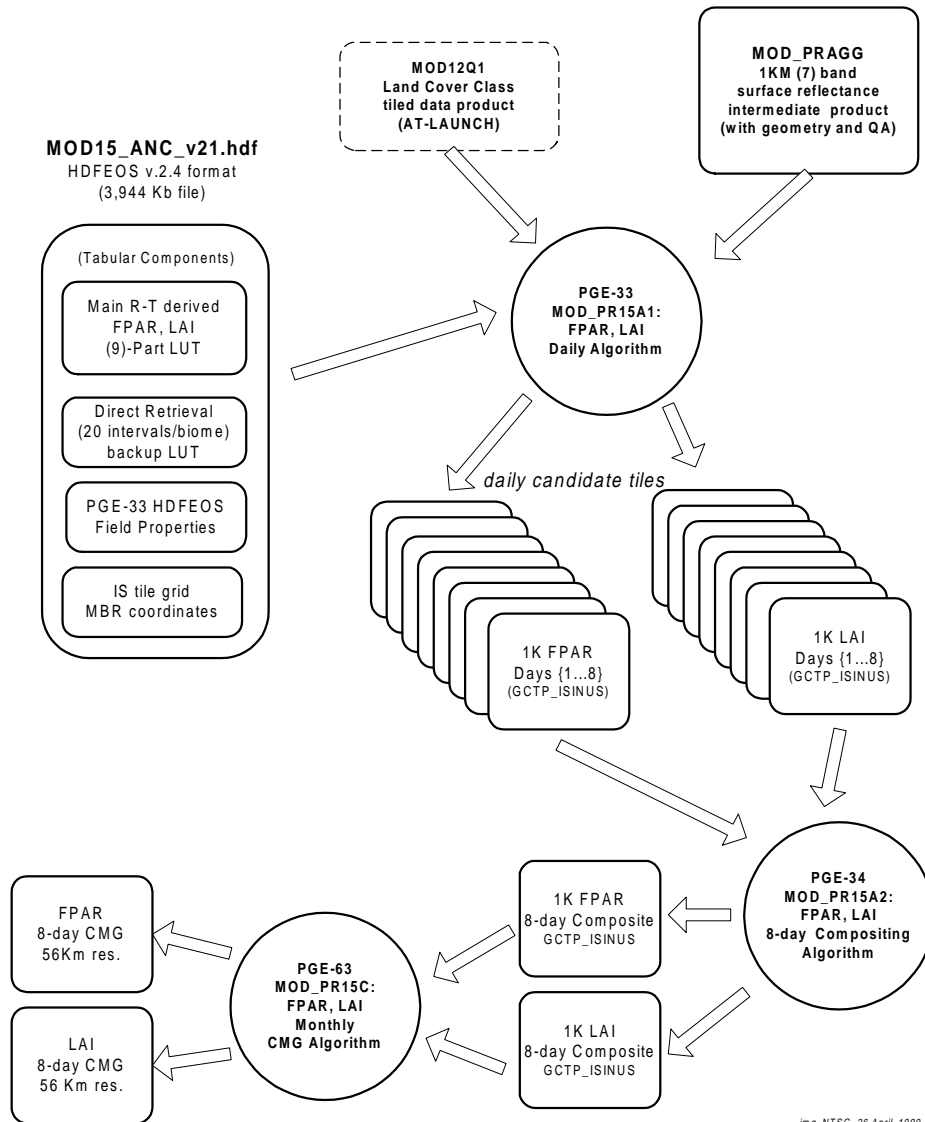 MOD12Q1
Land Cover Class
tiled data product
(AT-LAUNCH)
MOD_PRAGG
1KM (7) band
surface reflectance
intermediate product
(with geometry and QA)
MOD15_ANC_v21.hdf
HDFEOS v.2.4 format
(3,944 Kb file)
(Tabular Components)
Main R-T derived
FPAR, LAI
(9)-Part LUT
Direct Retrieval
(20 intervals/biome)
backup LUT
PGE-33 HDFEOS
Field Properties
IS tile grid
MBR coordinates
PGE-33
MOD_PR15A1:
FPAR, LAI
Daily Algorithm
daily candidate tiles
1K FPAR
Days {1...8}
(GCTP_ISINUS)
1K LAI
Days {1...8}
(GCTP_ISINUS)
PGE-34
MOD_PR15A2:
FPAR, LAI
8-day Compositing
Algorithm
1K FPAR
8-day Composite
GCTP_ISINUS
1K LAI
8-day Composite
GCTP_ISINUS
PGE-63
MOD_PR15C:
FPAR, LAI
Monthly
CMG Algorithm
FPAR
8-day CMG
56Km res.
LAI
8-day CMG
56 Km res.
NTSG, 26 April, 1999